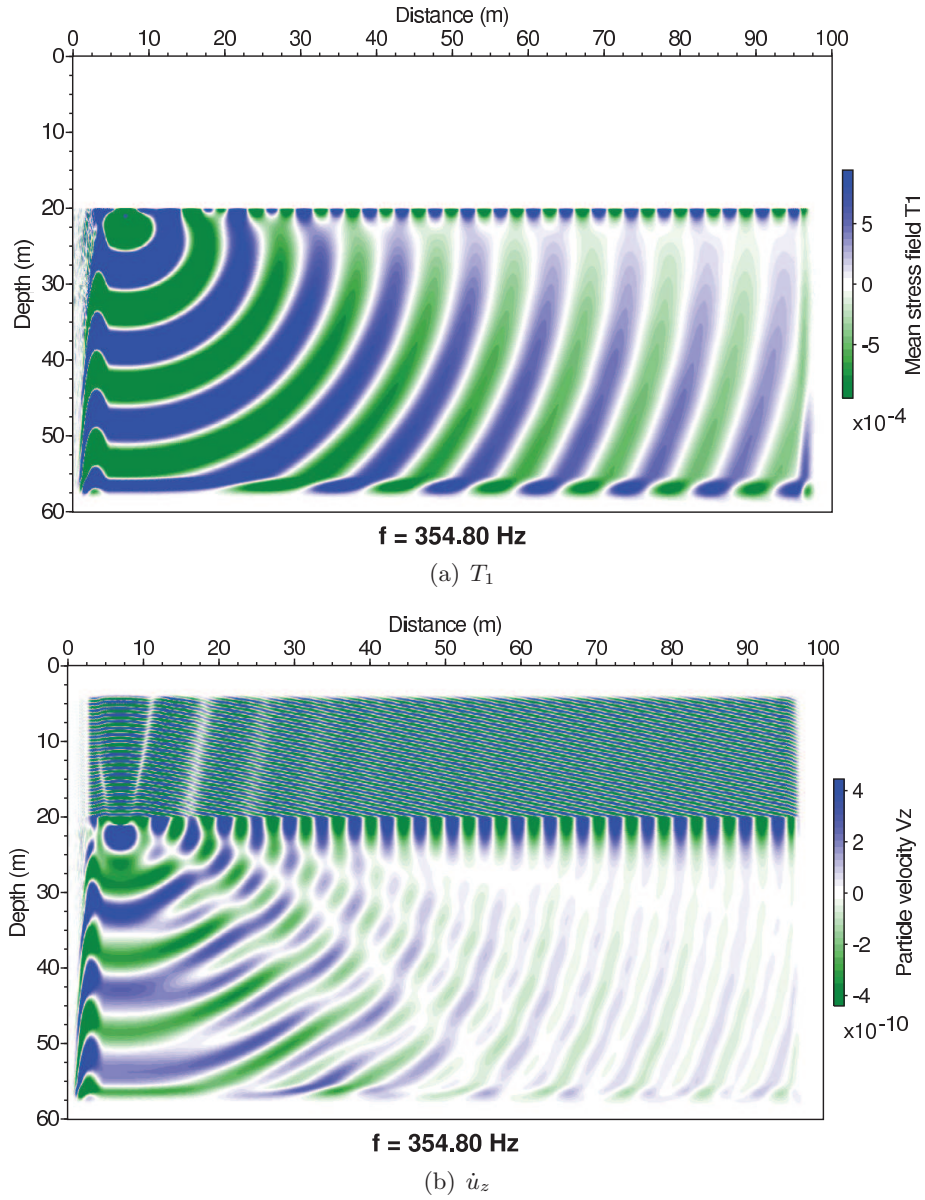 Distance (m)
0 10 20 30 40 50 60 70 80 90 100
0
10
20
30
40
50
60
Depth (m)
5
0
-5
x10-4
Mean stress field T1
f = 354.80 Hz
(a) T1
Distance (m)
0 10 20 30 40 50 60 70 80 90 100
0
10
20
30
40
50
60
Depth (m)
4
2
0
-2
-4
x10-10
Particle velocity Vz
f = 354.80 Hz
(b) u̇z